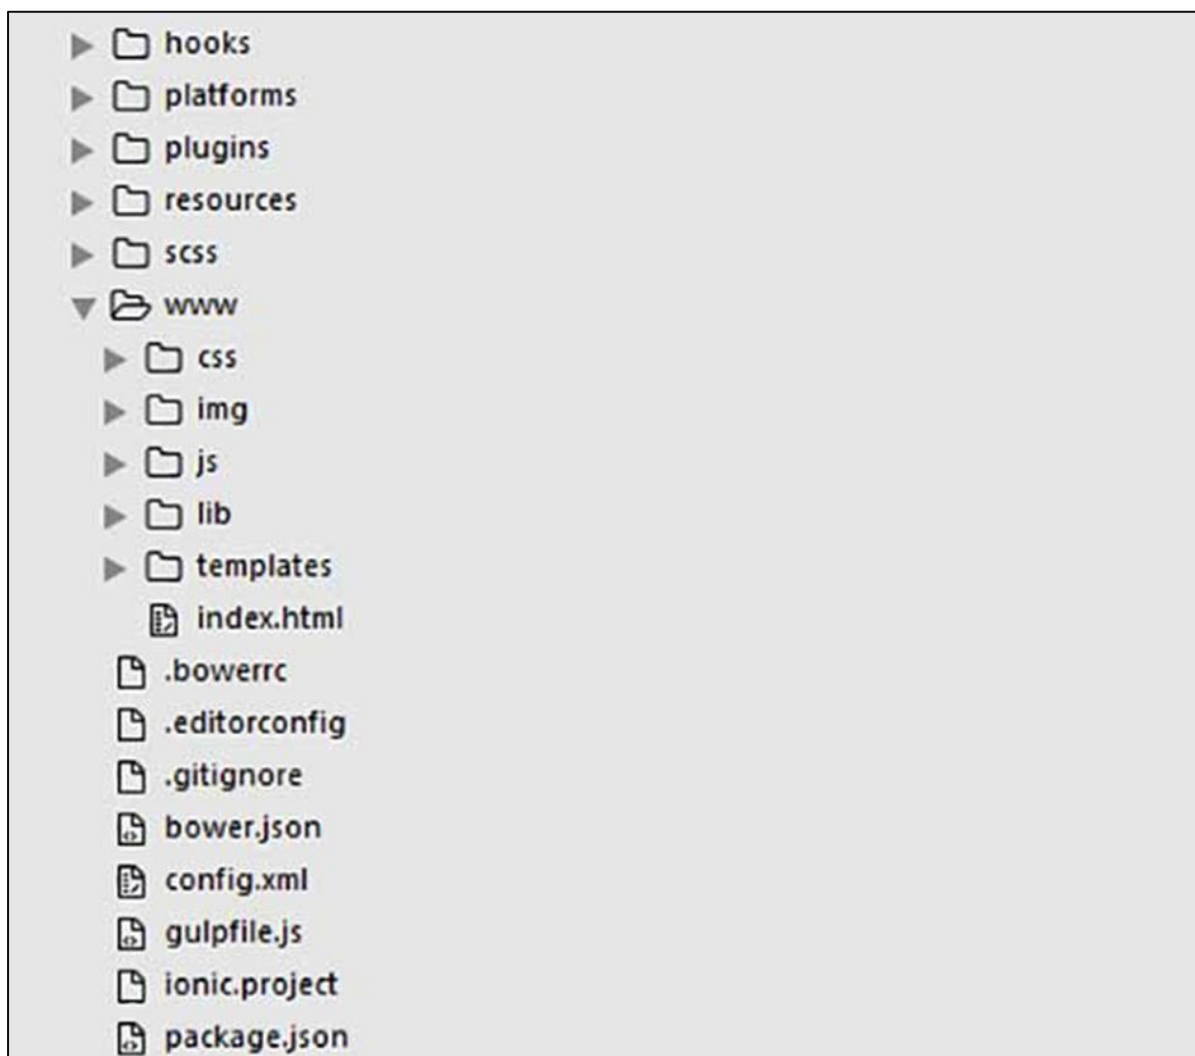 hooks
platforms
plugins
resources
scss
www
css
img
js
lib
templates
index.html
.bowerrc
.editorconfig
.gitignore
bower.json
config.xml
gulpfile.js
ionic.project
package.json